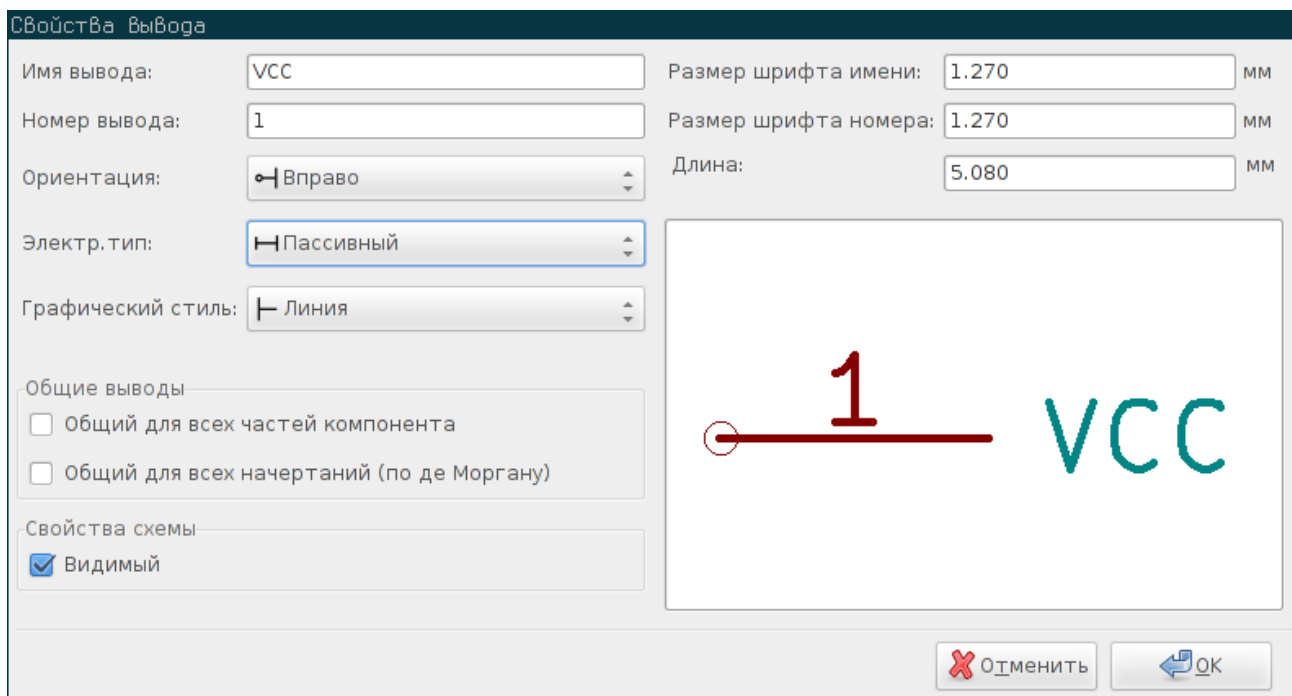 Свойства вывода
Имя вывода: VCC
Размер шрифта имени: 1.270 мм
Номер вывода: 1
Размер шрифта номера: 1.270 мм
Ориентация: Вправо
Длина: 5.080 мм
Электр.тип: Пассивный
Графический стиль: Линия
1 VCC
Общие выводы
Общий для всех частей компонента
Общий для всех начертаний (по де Моргану)
Свойства схемы
Видимый
Отменить
OK